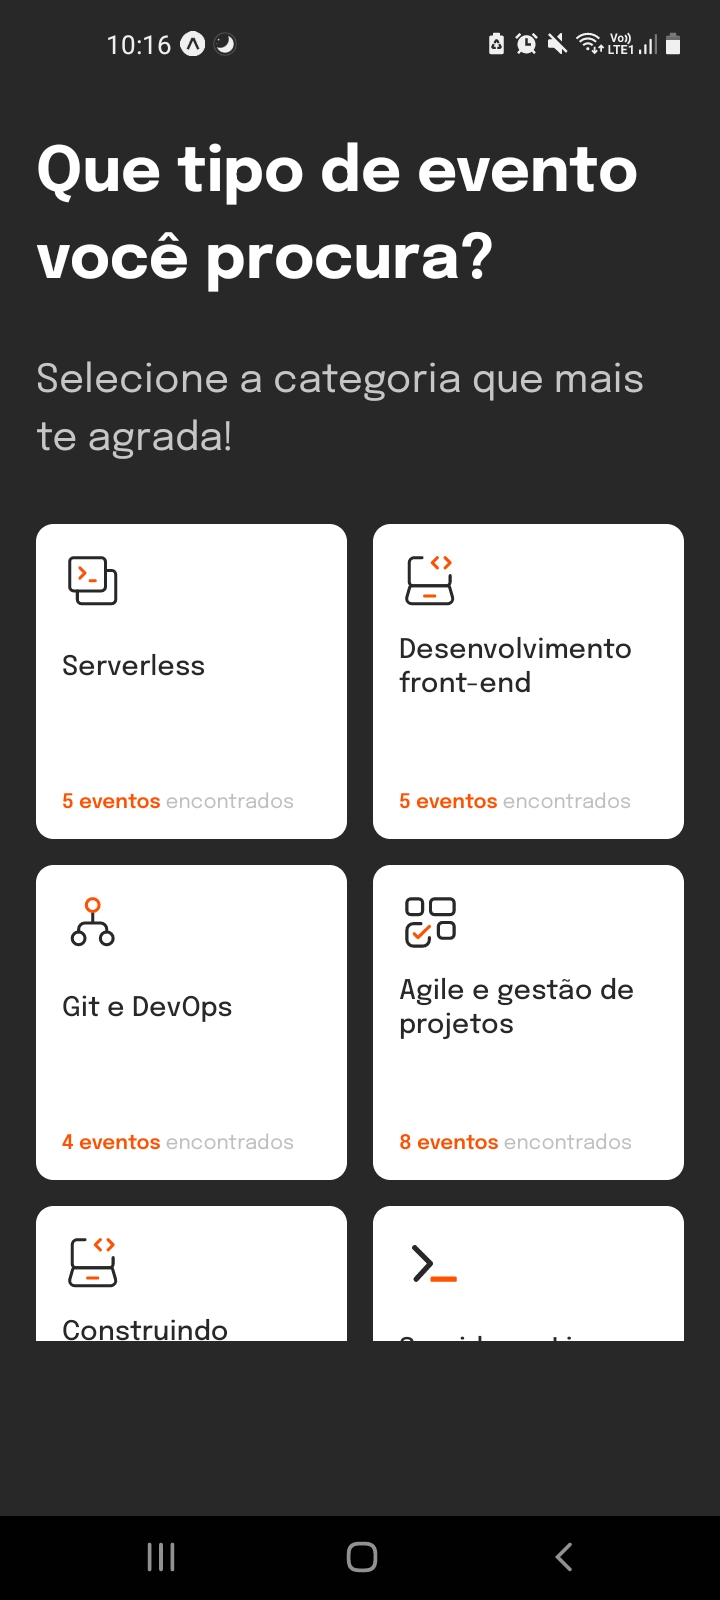 10:16
Vo))
LTE1
Que tipo de evento
você procura?
Selecione a categoria que mais
te agrada!
Serverless
5 eventos encontrados
Desenvolvimento
front-end
5 eventos encontrados
Git e DevOps
4 eventos encontrados
Agile e gestão de
projetos
8 eventos encontrados
Construindo